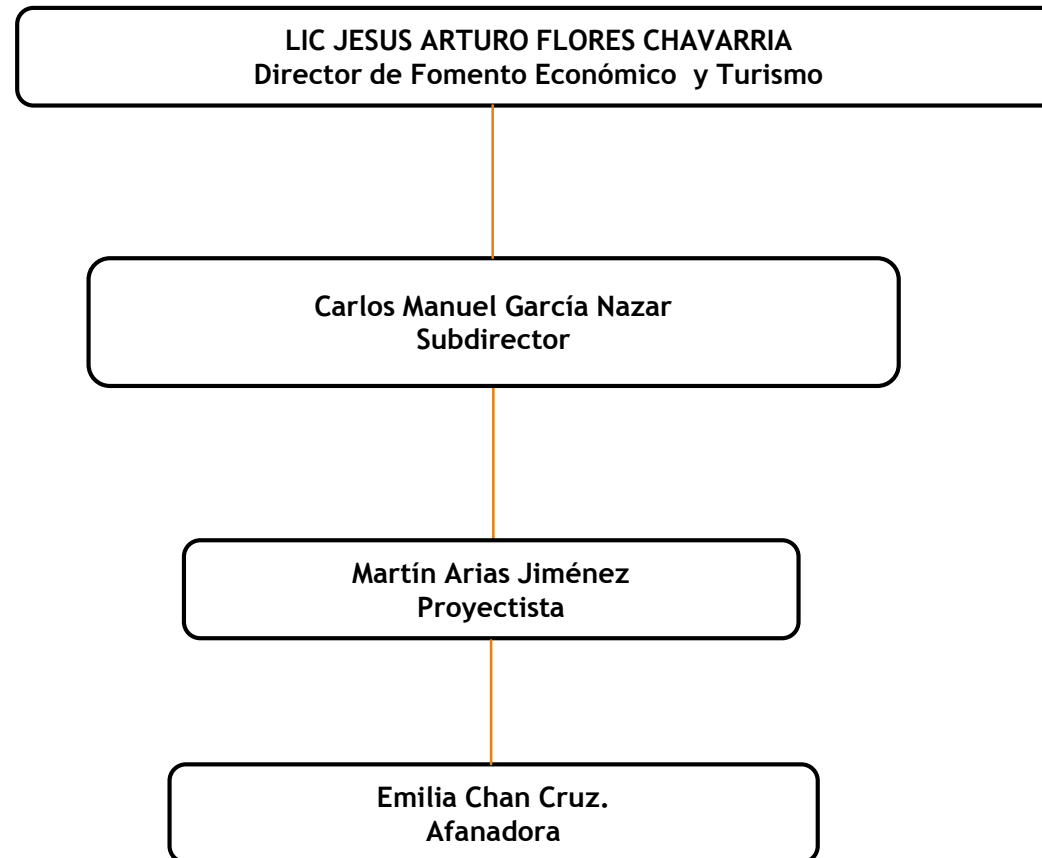 LIC JESUS ARTURO FLORES CHAVARRIA
Director de Fomento Económico  y Turismo
Carlos Manuel García Nazar
Subdirector
Martín Arias Jiménez
Proyectista
Emilia Chan Cruz.
Afanadora